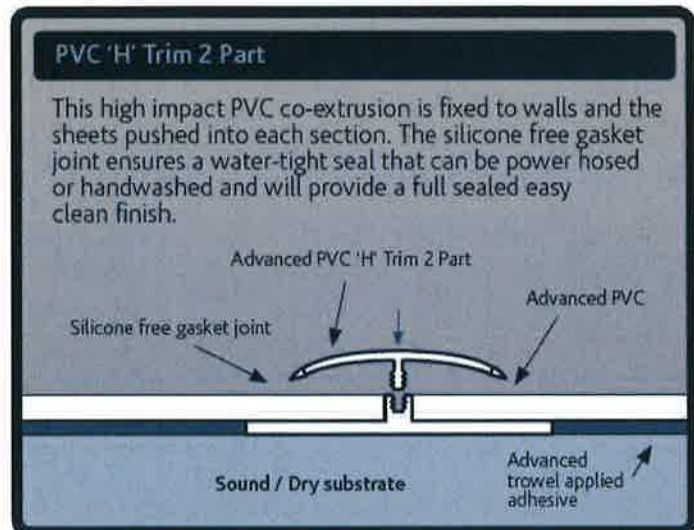 PVC 'H' Trim 2 Part
This high impact PVC co-extrusion is fixed to walls and the
sheets pushed into each section. The silicone free gasket
joint ensures a water-tight seal that can be power hosed
or handwashed and will provide a full sealed easy
clean finish.
Advanced PVC 'H' Trim 2 Part
Advanced PVC
Silicone free gasket joint
Sound / Dry substrate
Advanced
trowel applied
adhesive